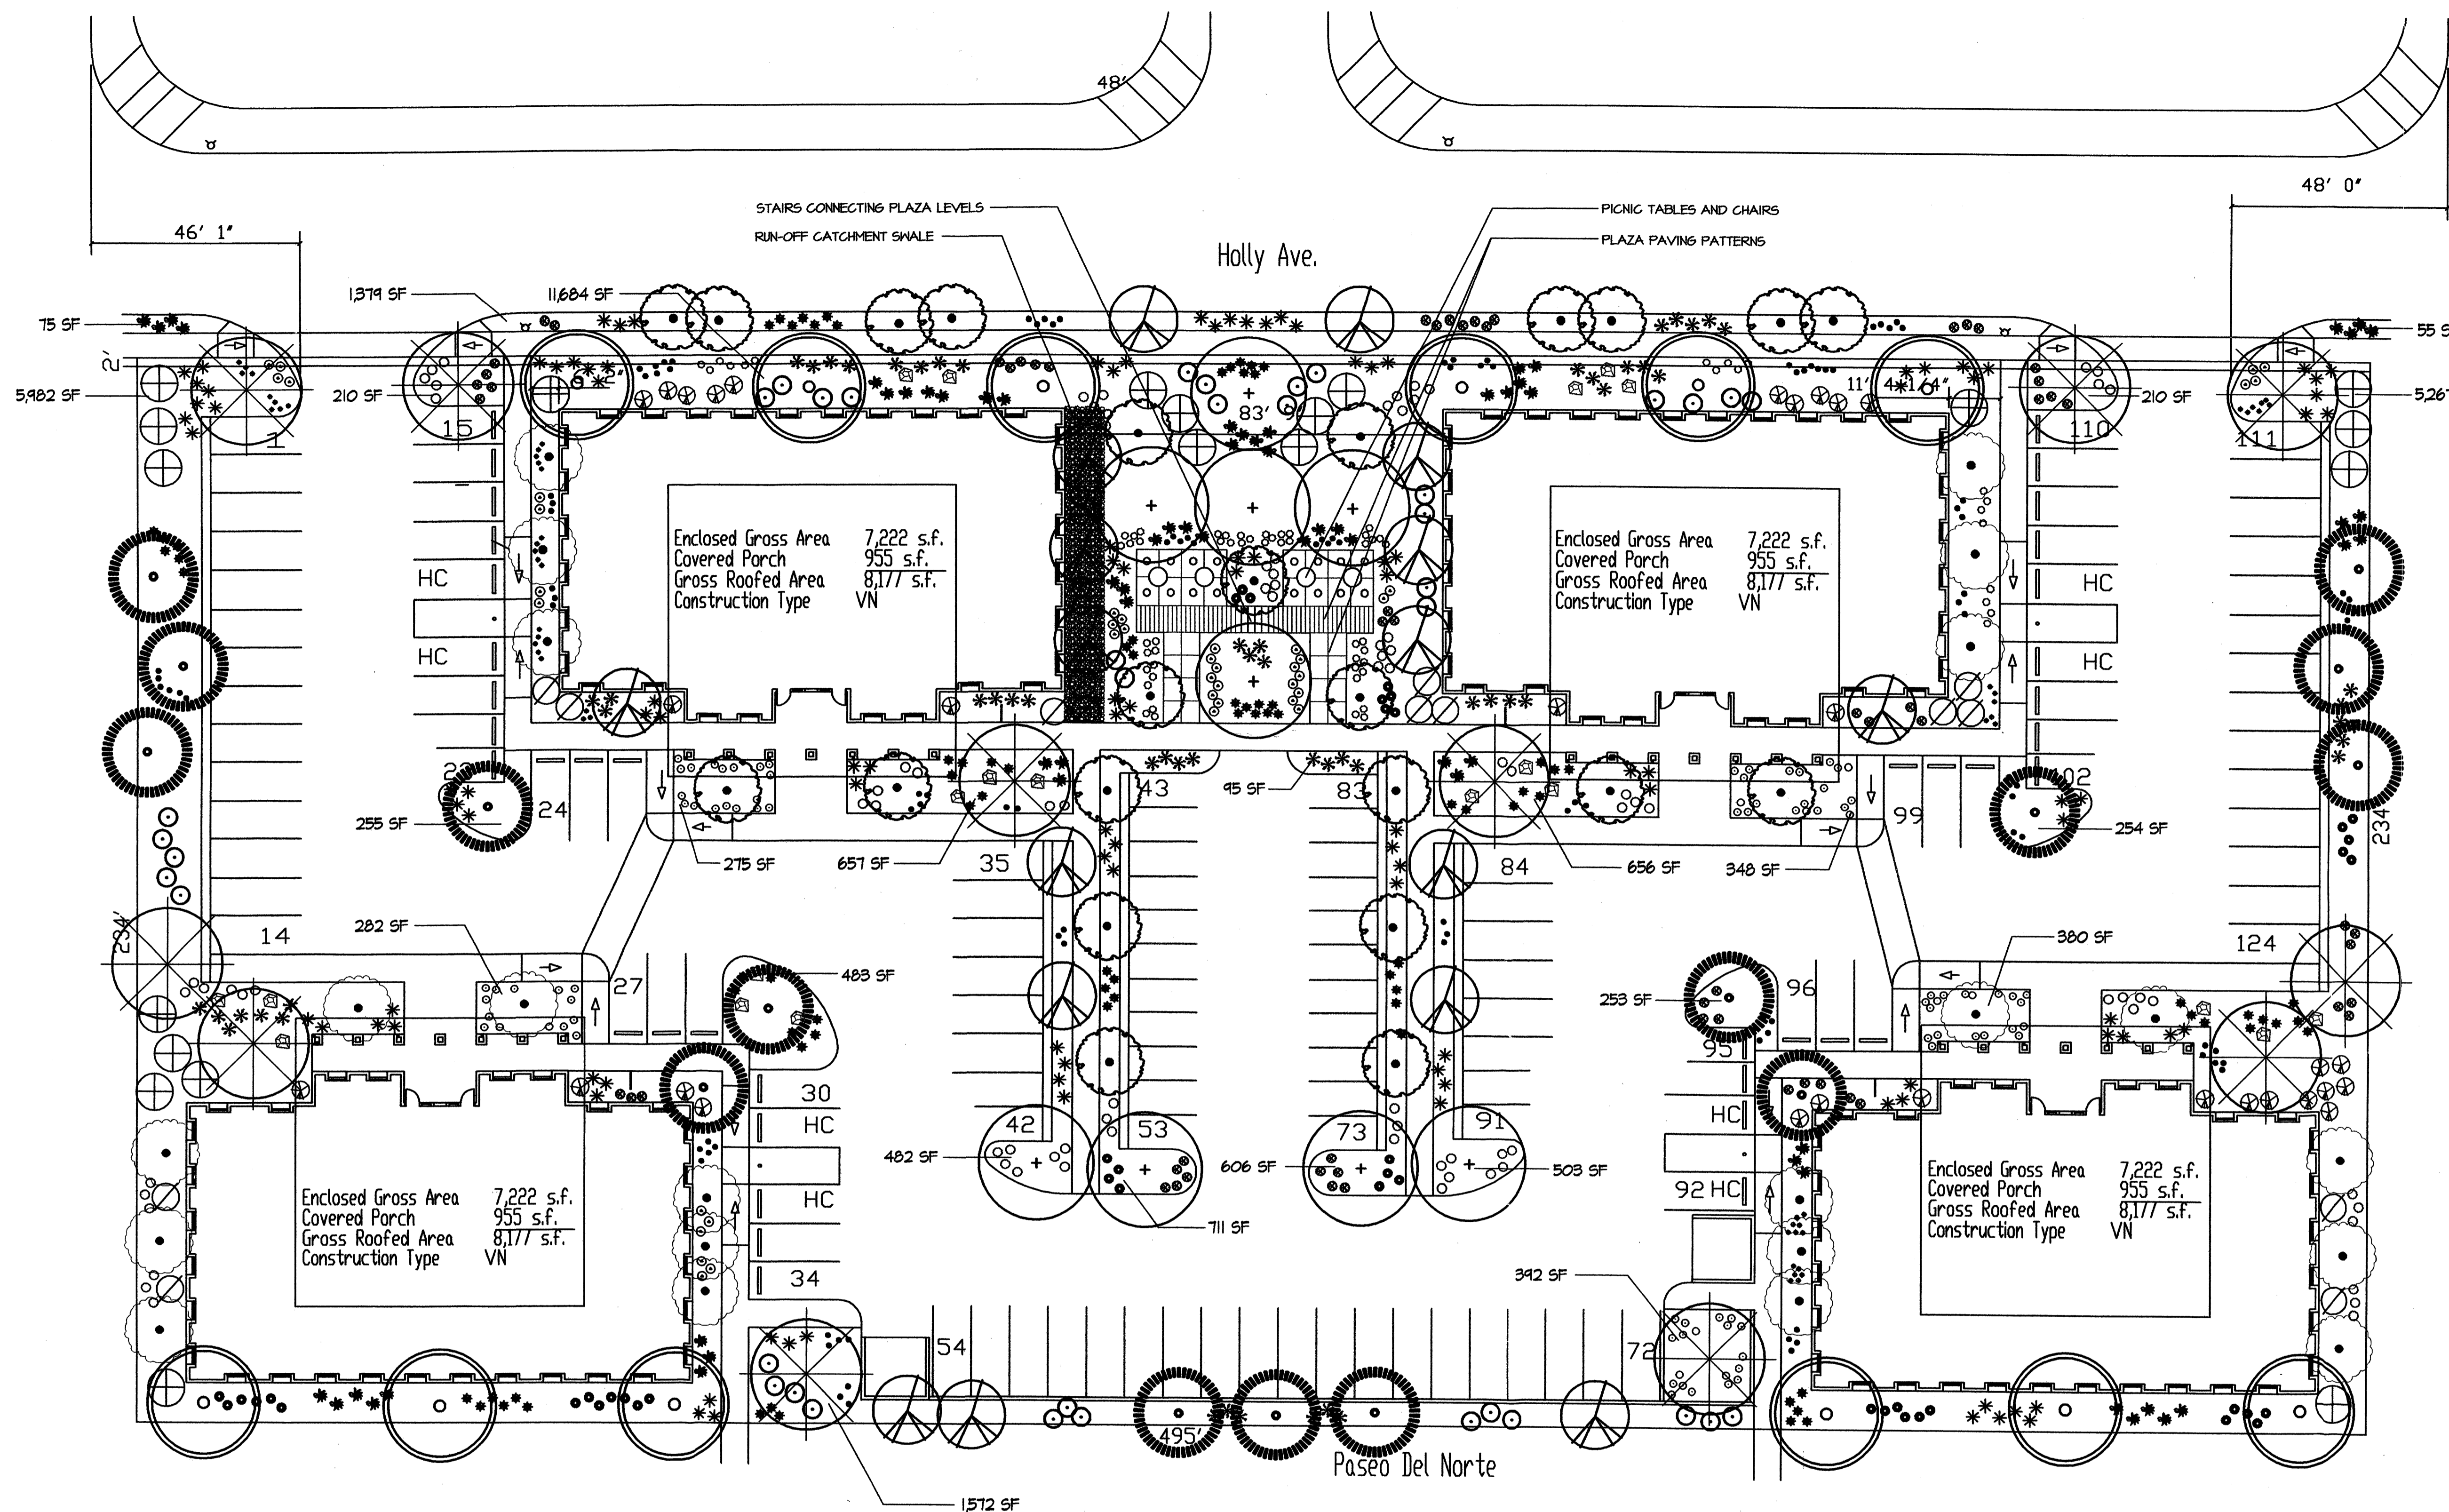 48'
48' 0"
46' 1"
STAIRS CONNECTING PLAZA LEVELS
PICNIC TABLES AND CHAIRS
RUN-OFF CATCHMENT SWALE
PLAZA PAVING PATTERNS
Holly Ave.
1,379 SF
11,684 SF
75 SF
55 S
2'
5,982 SF
210 SF
83'
11'
210 SF
1
15
110
111
Enclosed Gross Area 7,222 s.f.
Covered Porch 955 s.f.
Gross Roofed Area 8,177 s.f.
Construction Type VN
Enclosed Gross Area 7,222 s.f.
Covered Porch 955 s.f.
Gross Roofed Area 8,177 s.f.
Construction Type VN
HC
HC
HC
HC
24
43
95 SF
83
99
255 SF
254 SF
234'
275 SF
657 SF
35
84
656 SF
348 SF
282 SF
14
234'
380 SF
124
27
483 SF
253 SF
96
95
30
HC
HC
42
53
73
91
HC
92 HC
482 SF
606 SF
503 SF
711 SF
Enclosed Gross Area 7,222 s.f.
Covered Porch 955 s.f.
Gross Roofed Area 8,177 s.f.
Construction Type VN
Enclosed Gross Area 7,222 s.f.
Covered Porch 955 s.f.
Gross Roofed Area 8,177 s.f.
Construction Type VN
34
392 SF
54
72
495'
Paseo Del Norte
1,572 SF